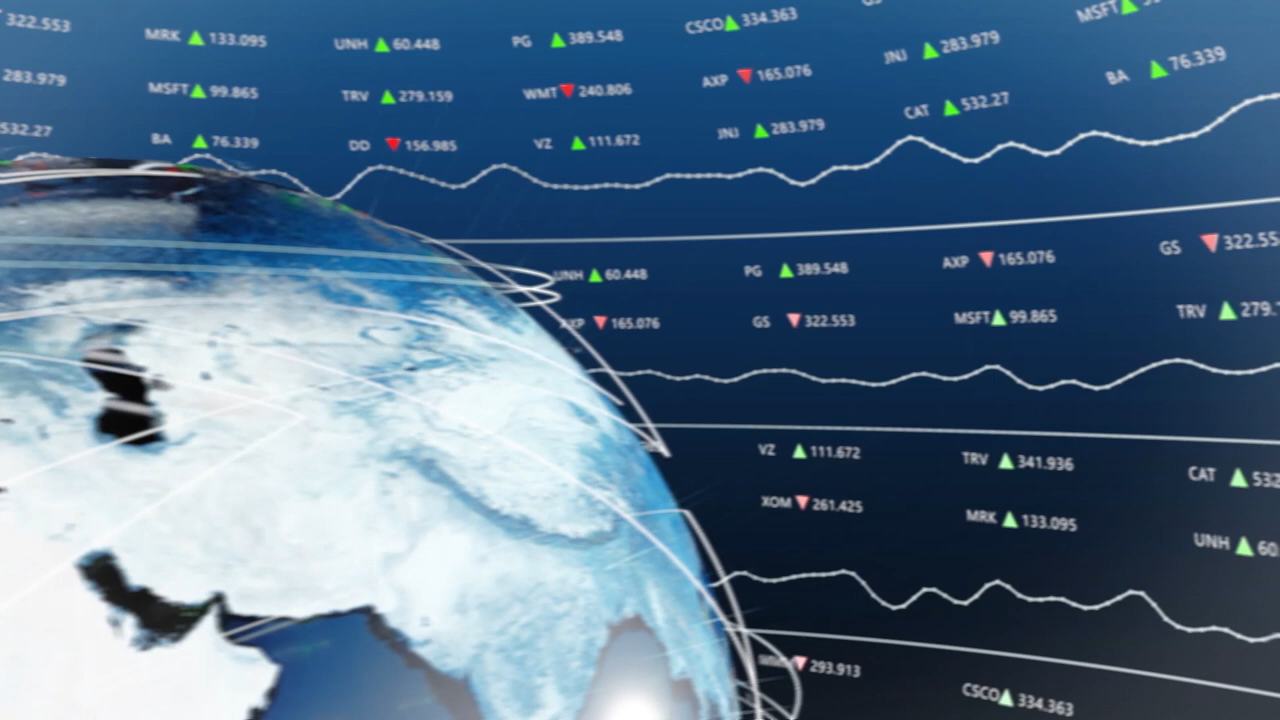 322.553 MRK ▲ 133.095 UNH ▲ 60.448 PG ▲ 389.548 CSCO ▲ 334.363 MSFT ▲
283.979 MSFT ▲ 99.865 TRV ▲ 279.159 WMT ▼ 240.806 AXP ▼ 165.076 JNJ ▲ 283.979 BA ▲ 76.339
532.27 BA ▲ 76.339 DD ▼ 156.985 VZ ▲ 111.672 JNJ ▲ 283.979 CAT ▲ 532.27
UNH ▲ 60.448 PG ▲ 389.548 AXP ▼ 165.076 GS ▼ 322.55
AXP ▼ 165.076 GS ▼ 322.553 MSFT ▲ 99.865 TRV ▲ 279.
VZ ▲ 111.672 TRV ▲ 341.936 CAT ▲ 532
XOM ▼ 261.425 MRK ▲ 133.095 UNH ▲ 60
▼ 293.913 CSCO ▲ 334.363